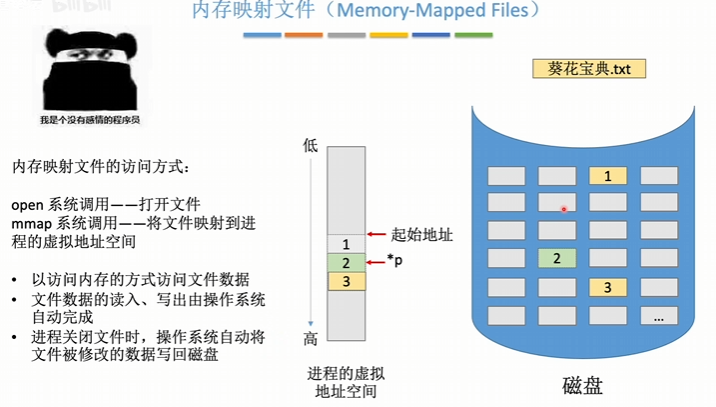 bilibili
内存映射文件（Memory-Mapped Files）
我是个没有感情的程序员
葵花宝典.txt
内存映射文件的访问方式：
open 系统调用——打开文件
mmap 系统调用——将文件映射到进
程的虚拟地址空间
• 以访问内存的方式访问文件数据
• 文件数据的读入、写出由操作系统
自动完成
• 进程关闭文件时，操作系统自动将
文件被修改的数据写回磁盘
低
起始地址
1
2
*p
3
高
进程的虚拟
地址空间
1
2
3
...
磁盘